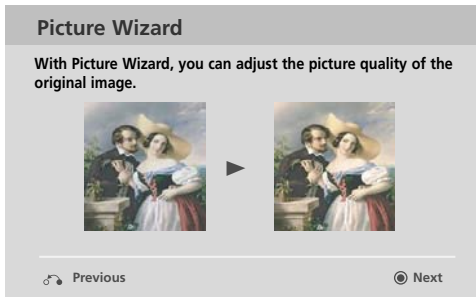 Picture Wizard
With Picture Wizard, you can adjust the picture quality of the
original image.
Previous
Next